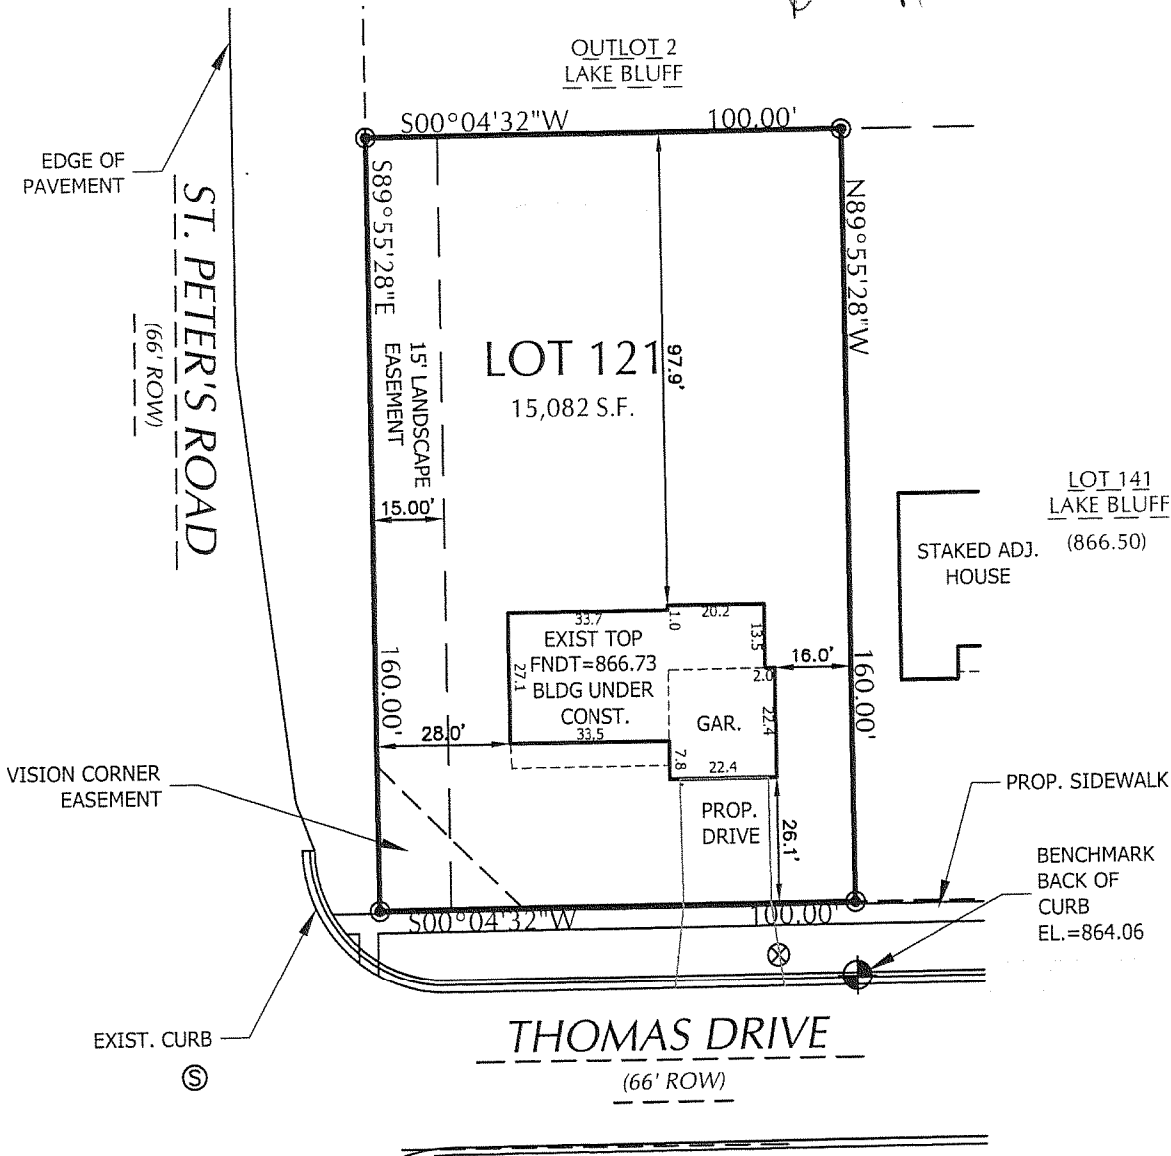 OUTLOT 2
LAKE BLUFF
S00°04'32"W
100.00'
EDGE OF
PAVEMENT
ST. PETER'S ROAD
(66' ROW)
S89°55'28"E
N89°55'28"W
15' LANDSCAPE
EASEMENT
LOT 121
15,082 S.F.
97.9'
15.00'
LOT 141
LAKE BLUFF
(866.50)
STAKED ADJ.
HOUSE
33.7
1.0
20.2
13.5
EXIST TOP
FNDT=866.73
BLDG UNDER
CONST.
27.1
33.5
2.0
16.0'
160.00'
160.00'
28.0'
GAR.
22.4
7.8
22.4
VISION CORNER
EASEMENT
PROP.
DRIVE
26.1'
PROP. SIDEWALK
BENCHMARK
BACK OF
CURB
EL.=864.06
S00°04'32"W
100.00'
EXIST. CURB
S
THOMAS DRIVE
(66' ROW)